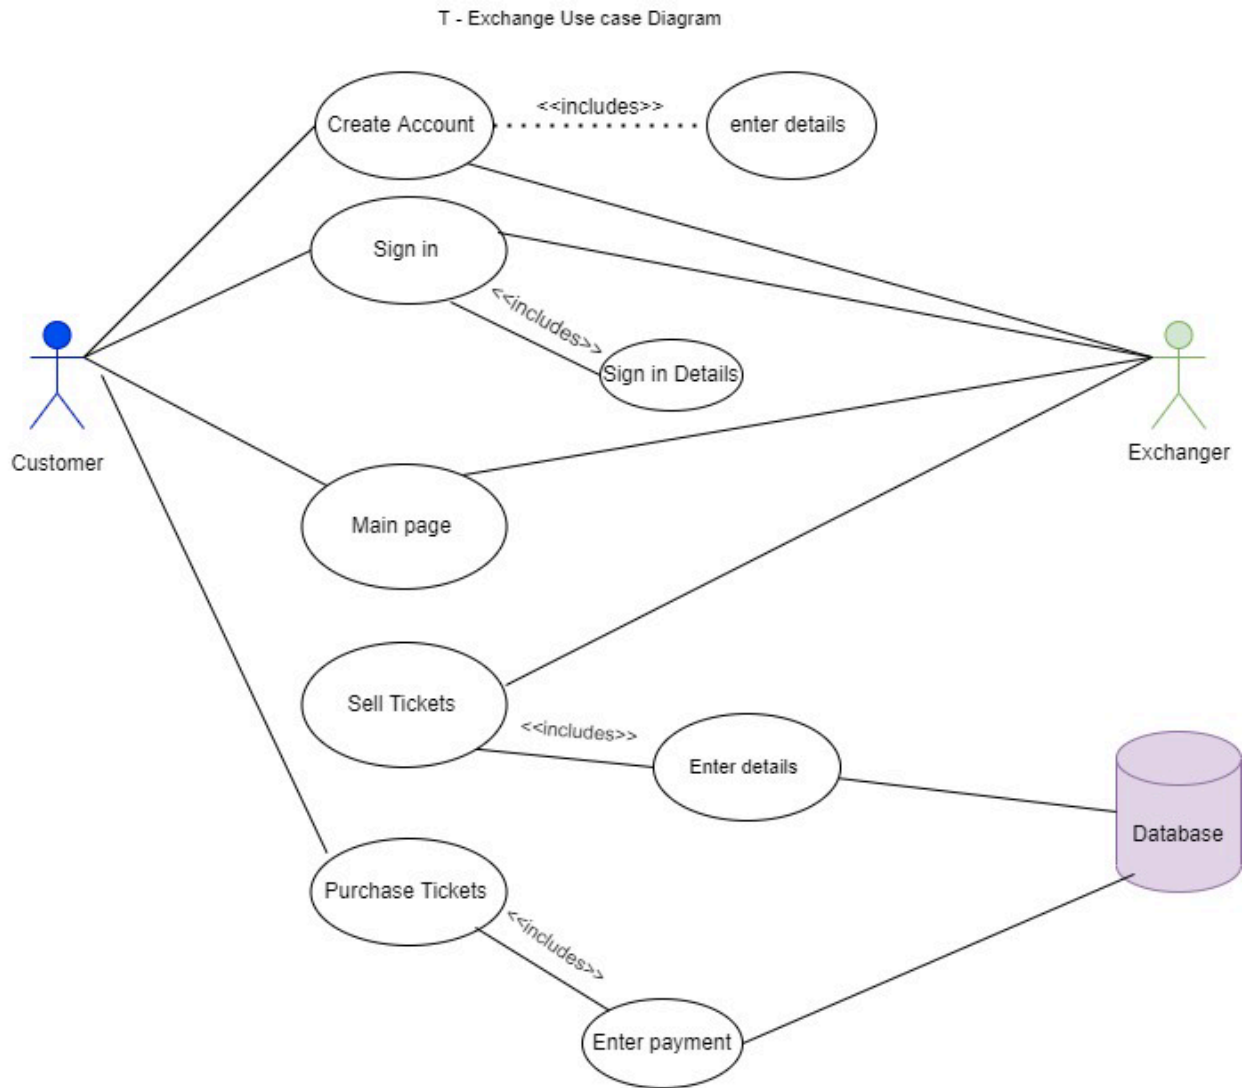 T - Exchange Use case Diagram
Create Account
<<includes>>
enter details
Sign in
<<includes>>
Sign in Details
Customer
Exchanger
Main page
Sell Tickets
<<includes>>
Enter details
Database
Purchase Tickets
<<includes>>
Enter payment